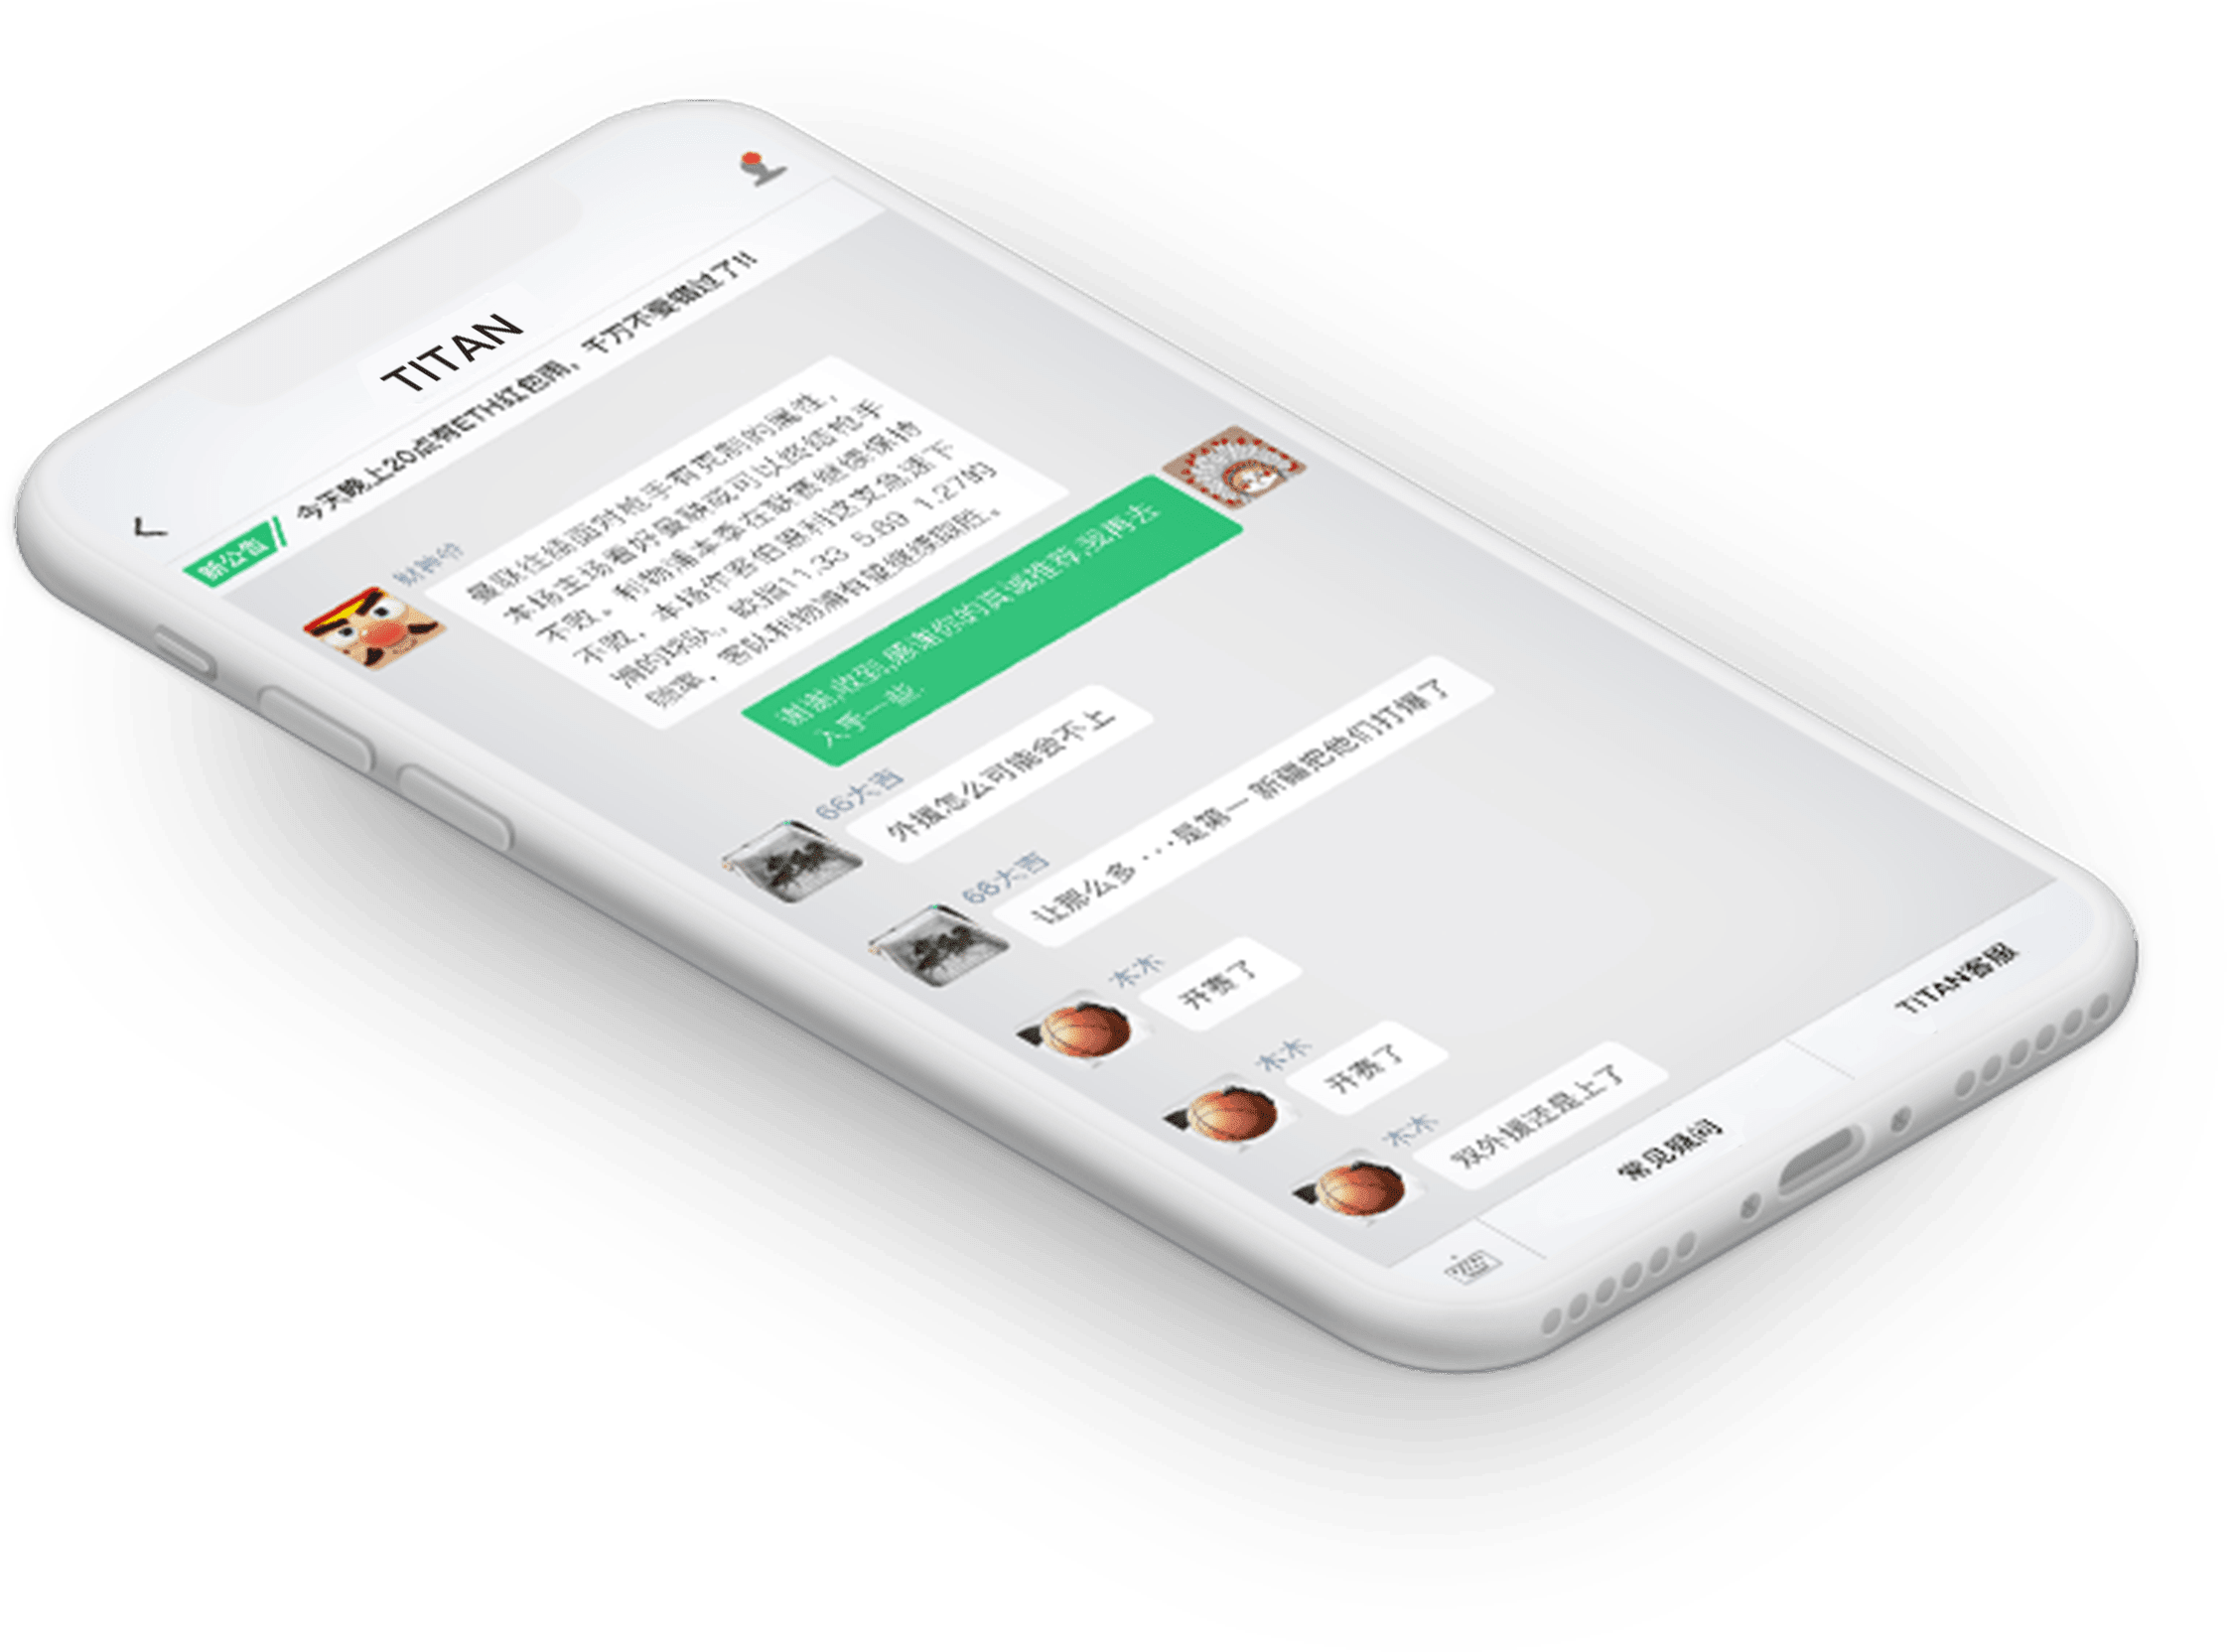 TITAN
新公告 今天晚上20点有ETH红包雨，千万不要错过了!!
财神爷
曼联往绩面对枪手有克制的属性，
本场主场看好曼联或可以终结枪手
不败。利物浦本季在联赛继续保持
不败，本场作客伯恩利这支急速下
滑的球队，欧指11.33 5.69 1.27的
赔率，客队利物浦有望继续取胜。
谢谢,收到,感谢你的真诚推荐,我再去
入手一些.
66大吉
外援怎么可能会不上
66大吉
让那么多···是第一 新疆把他们打爆了
木木
开赛了
木木
开赛了
木木
双外援还是上了
常见疑问
TITAN客服